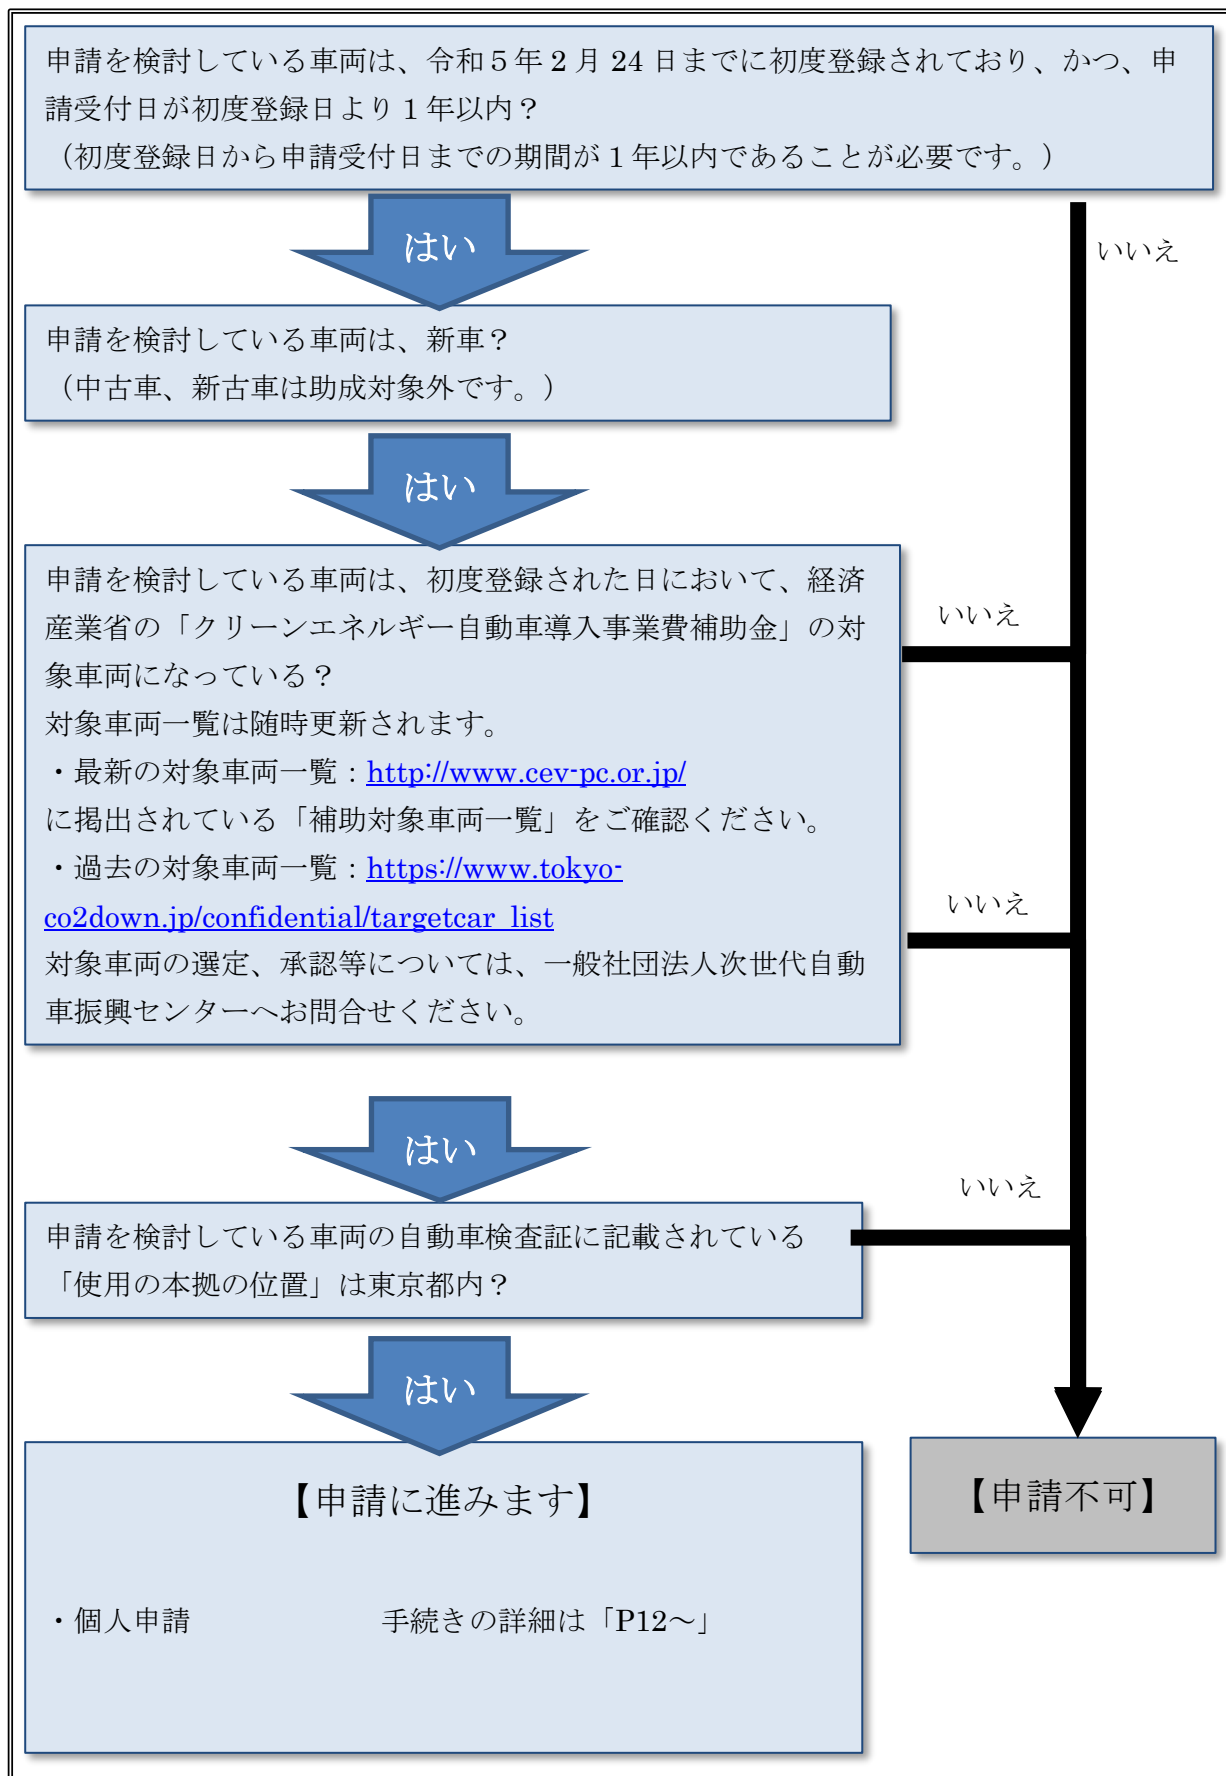 申請を検討している車両は、令和５年 2 月 24 日までに初度登録されており、かつ、申
請受付日が初度登録日より 1 年以内？
（初度登録日から申請受付日までの期間が 1 年以内であることが必要です。）
はい
いいえ
申請を検討している車両は、新車？
（中古車、新古車は助成対象外です。）
はい
申請を検討している車両は、初度登録された日において、経済
産業省の「クリーンエネルギー自動車導入事業費補助金」の対
象車両になっている？
対象車両一覧は随時更新されます。
・最新の対象車両一覧：http://www.cev-pc.or.jp/
に掲出されている「補助対象車両一覧」をご確認ください。
・過去の対象車両一覧：https://www.tokyo-
co2down.jp/confidential/targetcar_list
対象車両の選定、承認等については、一般社団法人次世代自動
車振興センターへお問合せください。
いいえ
いいえ
はい
いいえ
申請を検討している車両の自動車検査証に記載されている
「使用の本拠の位置」は東京都内？
はい
【申請に進みます】
・個人申請　　　　　手続きの詳細は「P12～」
【申請不可】